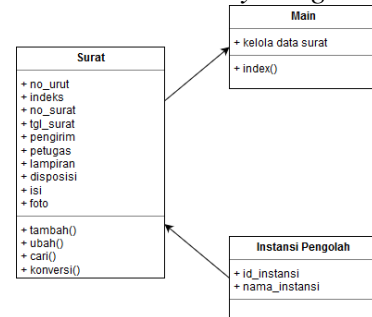 Main
+ kelola data surat
+ index()
Surat
+ no_urut
+ indeks
+ no_surat
+ tgl_surat
+ pengirim
+ petugas
+ lampiran
+ disposisi
+ isi
+ foto
+ tambah()
+ ubah()
+ cari()
+ konversi()
Instansi Pengolah
+ id_instansi
+ nama_instansi